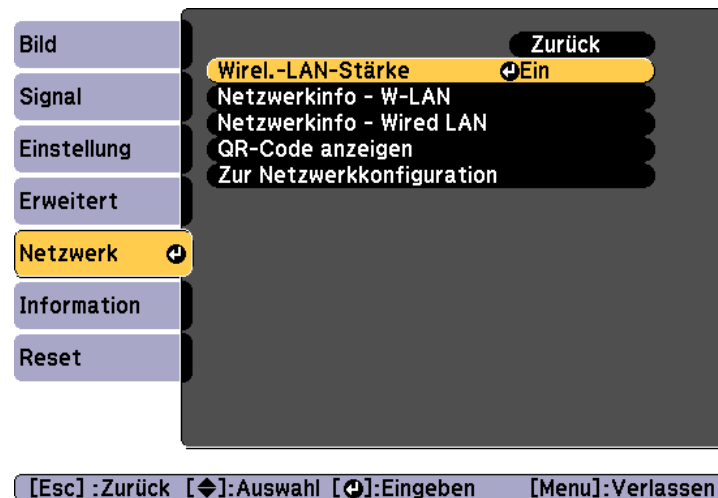 Bild
Signal
Einstellung
Erweitert
Netzwerk
Information
Reset
Zurück
Wirel.-LAN-Stärke Ein
Netzwerkinfo - W-LAN
Netzwerkinfo - Wired LAN
QR-Code anzeigen
Zur Netzwerkkonfiguration
[Esc] :Zurück [◆]:Auswahl [⏎]:Eingeben [Menu]:Verlassen